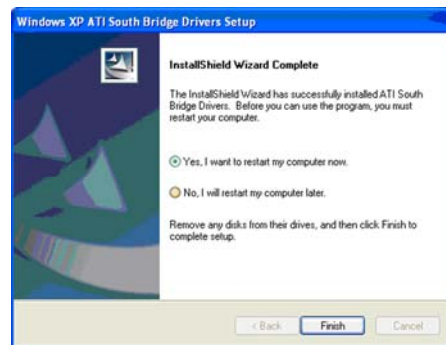 Windows XP ATI South Bridge Drivers Setup
InstallShield Wizard Complete
The InstallShield Wizard has successfully installed ATI South
Bridge Drivers. Before you can use the program, you must
restart your computer.
Yes, I want to restart my computer now.
No, I will restart my computer later.
Remove any disks from their drives, and then click Finish to
complete setup.
< Back
Finish
Cancel